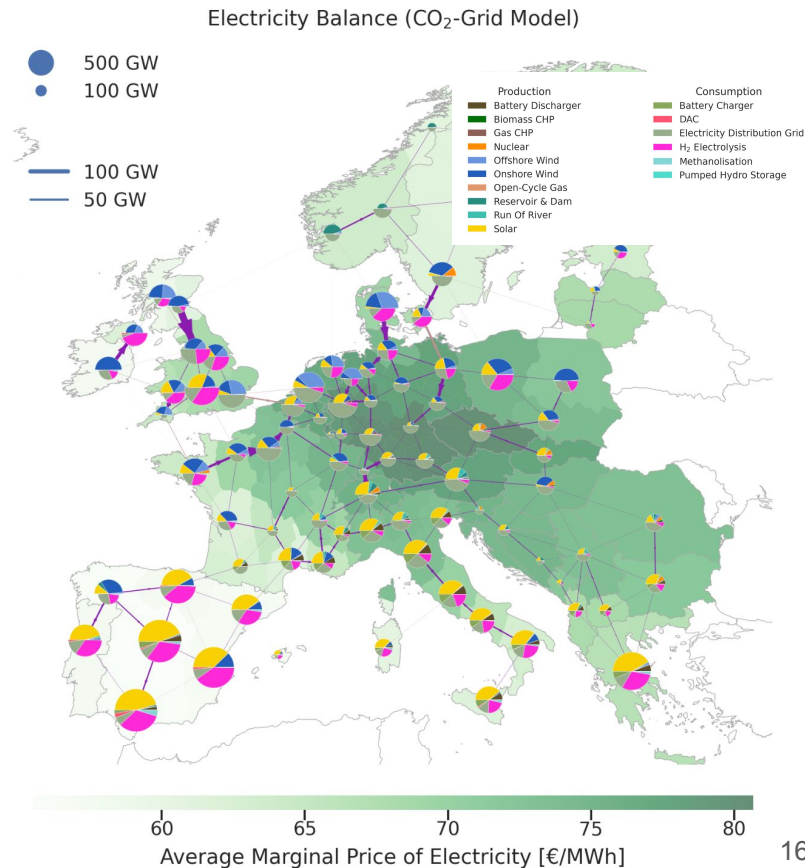 Electricity Balance (CO₂-Grid Model)
500 GW
100 GW
100 GW
50 GW
Production
Battery Discharger
Biomass CHP
Gas CHP
Nuclear
Offshore Wind
Onshore Wind
Open-Cycle Gas
Reservoir & Dam
Run Of River
Solar
Consumption
Battery Charger
DAC
Electricity Distribution Grid
H₂ Electrolysis
Methanolisation
Pumped Hydro Storage
60 65 70 75 80
Average Marginal Price of Electricity [€/MWh]
16